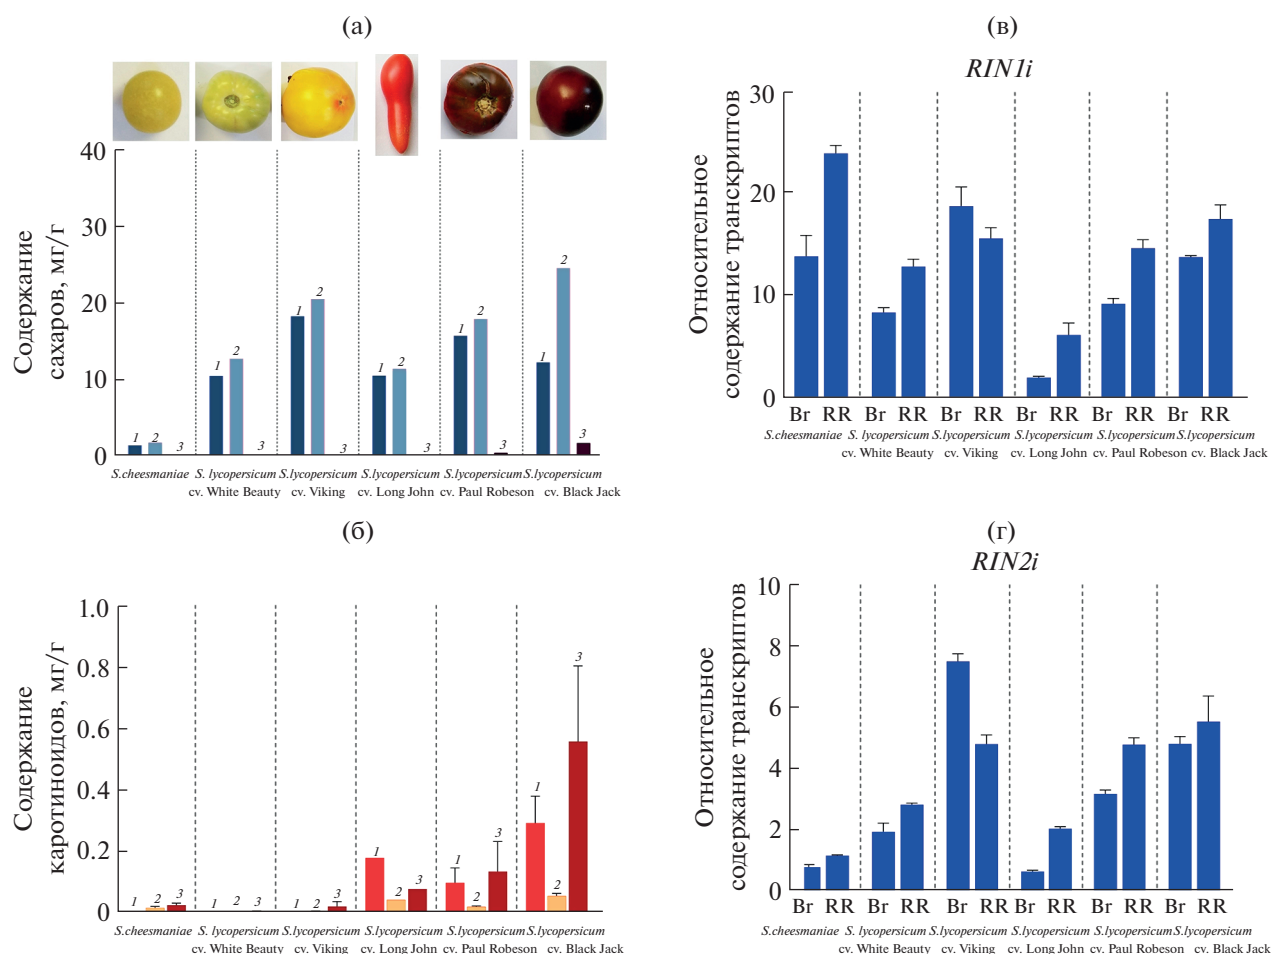 (а)
40
30
20
10
0
Содержание
сахаров, мг/г
1 2 3
1 2 3
1 2 3
1 2 3
1 2 3
1 2 3
S.cheesmaniae S. lycopersicum S.lycopersicum S.lycopersicum S.lycopersicum S.lycopersicum
cv. White Beauty cv. Viking cv. Long John cv. Paul Robeson cv. Black Jack
(б)
1.0
0.8
0.6
0.4
0.2
0
Содержание
каротиноидов, мг/г
1 2 3
1 2 3
1 2 3
1 2 3
1 2 3
1 2 3
S.cheesmaniae S. lycopersicum S.lycopersicum S.lycopersicum S.lycopersicum S.lycopersicum
cv. White Beauty cv. Viking cv. Long John cv. Paul Robeson cv. Black Jack
(в)
RIN1i
30
20
10
0
Относительное
содержание транскриптов
Br RR Br RR Br RR Br RR Br RR Br RR
S.cheesmaniae S. lycopersicum S.lycopersicum S.lycopersicum S.lycopersicum S.lycopersicum
cv. White Beauty cv. Viking cv. Long John cv. Paul Robeson cv. Black Jack
(г)
RIN2i
10
8
6
4
2
0
Относительное
содержание транскриптов
Br RR Br RR Br RR Br RR Br RR Br RR
S.cheesmaniae S. lycopersicum S.lycopersicum S.lycopersicum S.lycopersicum S.lycopersicum
cv. White Beauty cv. Viking cv. Long John cv. Paul Robeson cv. Black Jack